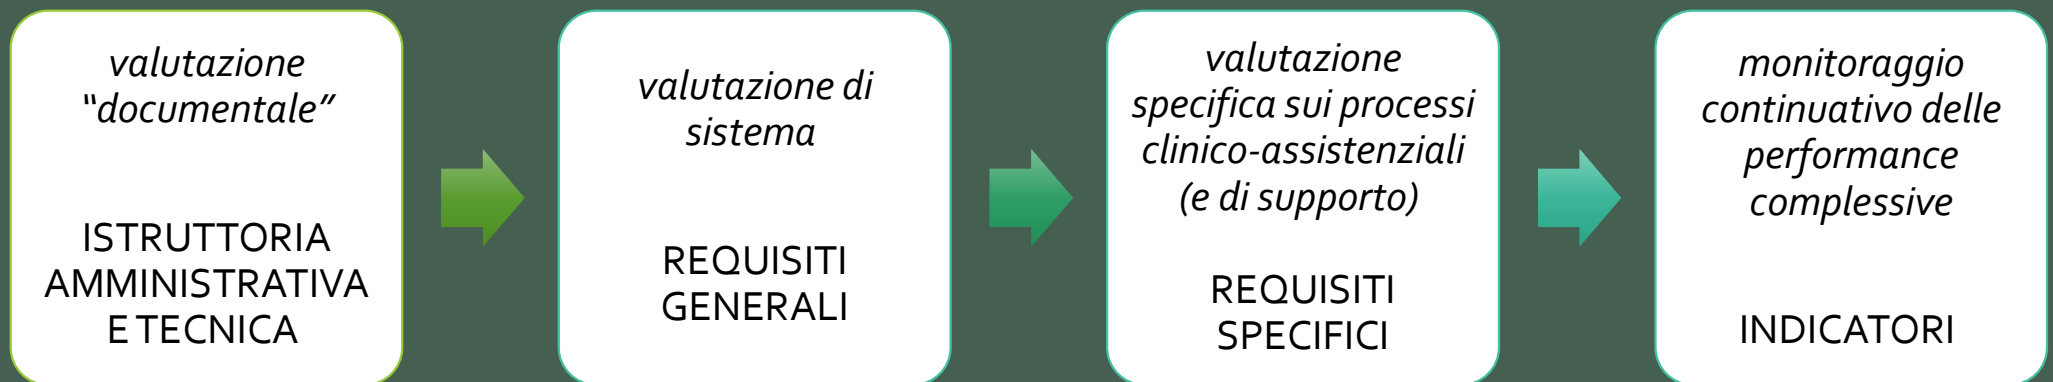 valutazione
“documentale”
ISTRUTTORIA
AMMINISTRATIVA
E TECNICA
valutazione di
sistema
REQUISITI
GENERALI
valutazione
specifica sui processi
clinico-assistenziali
(e di supporto)
REQUISITI
SPECIFICI
monitoraggio
continuativo delle
performance
complessive
INDICATORI